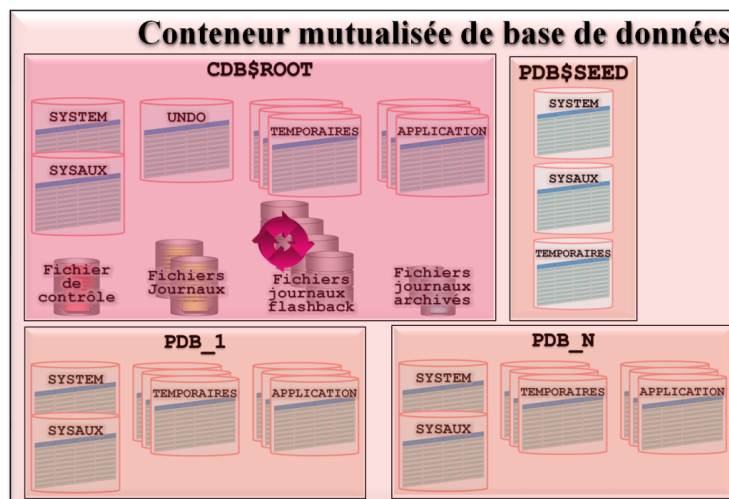 Conteneur mutualisée de base de données
CDB$ROOT
PDB$SEED
SYSTEM
UNDO
TEMPORAIRES
APPLICATION
SYSAUX
SYSTEM
SYSAUX
TEMPORAIRES
Fichier
de
contrôle
Fichiers
Journaux
Fichiers
journaux
flashback
Fichiers
journaux
archivés
PDB_1
SYSTEM
TEMPORAIRES
APPLICATION
SYSAUX
PDB_N
SYSTEM
TEMPORAIRES
APPLICATION
SYSAUX